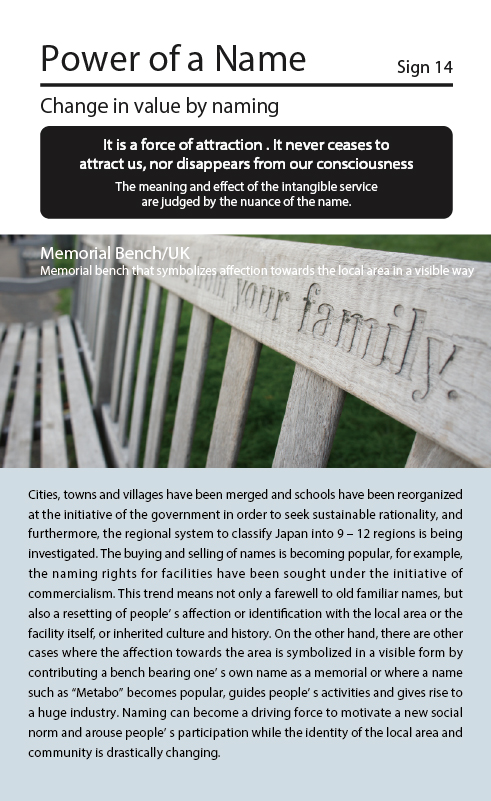 Power of a Name
Sign 14
Change in value by naming
It is a force of attraction . It never ceases to
attract us, nor disappears from our consciousness
The meaning and effect of the intangible service
are judged by the nuance of the name.
Memorial Bench/UK
Memorial bench that symbolizes affection towards the local area in a visible way
from your family.
Cities, towns and villages have been merged and schools have been reorganized
at the initiative of the government in order to seek sustainable rationality, and
furthermore, the regional system to classify Japan into 9 – 12 regions is being
investigated. The buying and selling of names is becoming popular, for example,
the naming rights for facilities have been sought under the initiative of
commercialism. This trend means not only a farewell to old familiar names, but
also a resetting of people’ s affection or identification with the local area or the
facility itself, or inherited culture and history. On the other hand, there are other
cases where the affection towards the area is symbolized in a visible form by
contributing a bench bearing one’ s own name as a memorial or where a name
such as “Metabo” becomes popular, guides people’ s activities and gives rise to
a huge industry. Naming can become a driving force to motivate a new social
norm and arouse people’ s participation while the identity of the local area and
community is drastically changing.